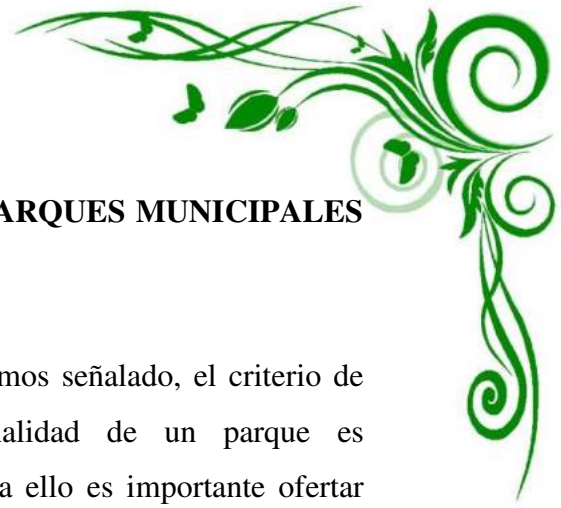 ARQUES MUNICIPALES
mos señalado, el criterio de
alidad de un parque es
a ello es importante ofertar